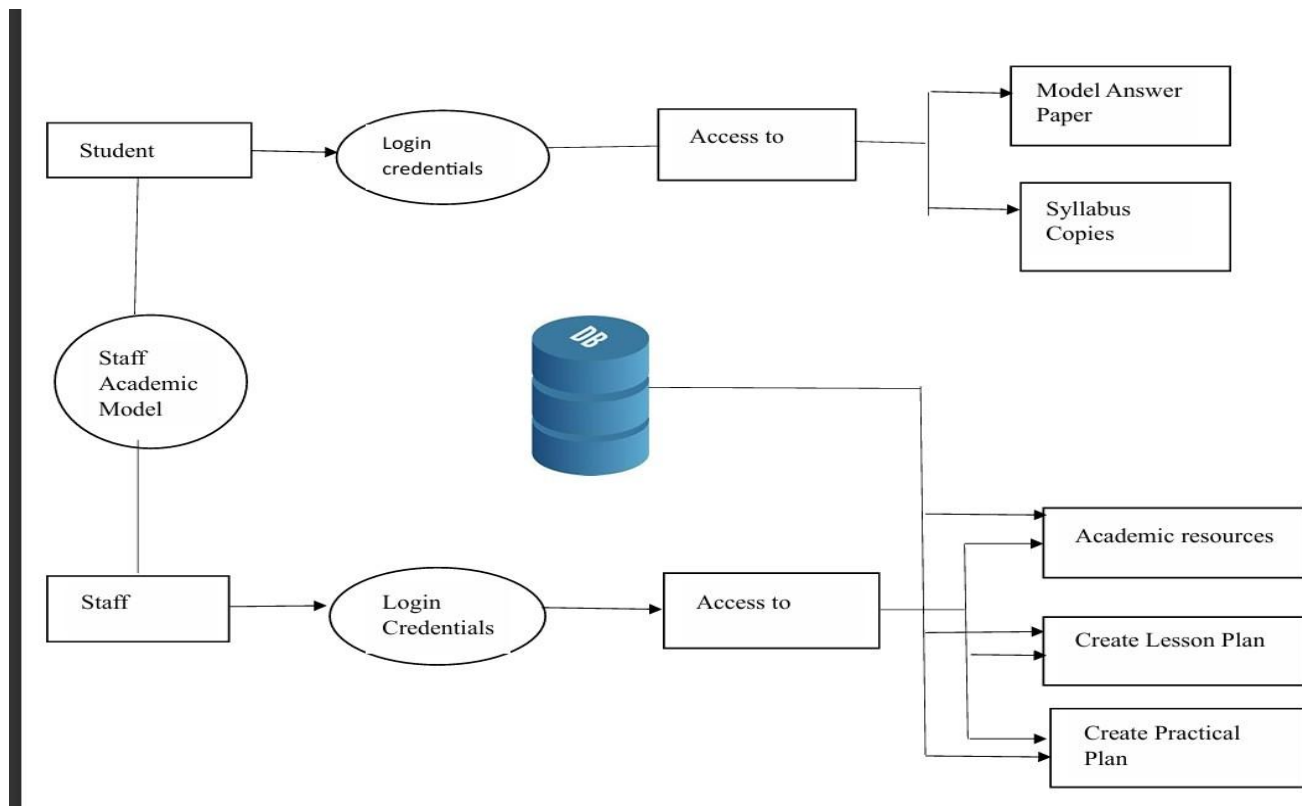 Model Answer
Paper
Student
Login
credentials
Access to
Syllabus
Copies
DB
Staff
Academic
Model
Academic resources
Staff
Login
Credentials
Access to
Create Lesson Plan
Create Practical
Plan